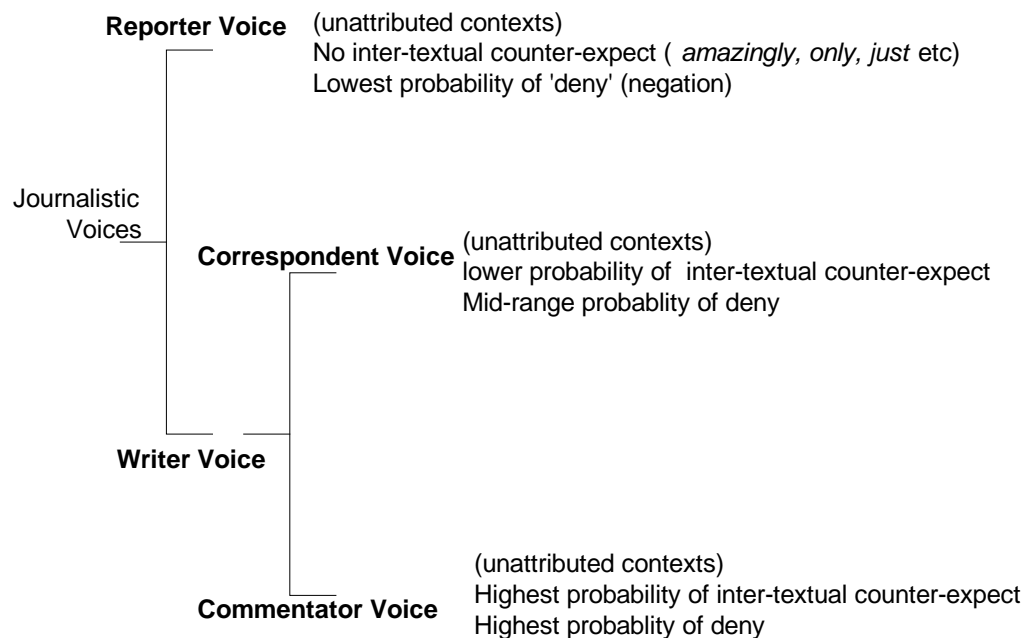 Reporter Voice
(unattributed contexts)
No inter-textual counter-expect ( amazingly, only, just etc)
Lowest probability of 'deny' (negation)
Journalistic
Voices
Correspondent Voice
(unattributed contexts)
lower probability of inter-textual counter-expect
Mid-range probablity of deny
Writer Voice
Commentator Voice
(unattributed contexts)
Highest probability of inter-textual counter-expect
Highest probablity of deny